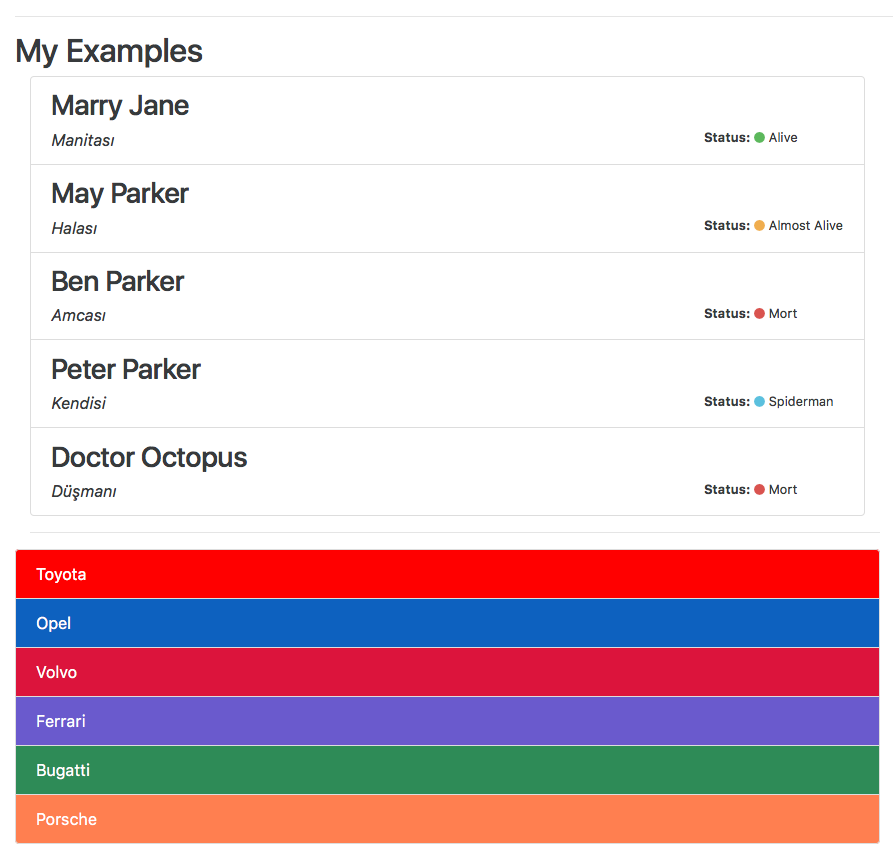 My Examples
Marry Jane
Manitası
Status: Alive
May Parker
Halası
Status: Almost Alive
Ben Parker
Amcası
Status: Mort
Peter Parker
Kendisi
Status: Spiderman
Doctor Octopus
Düşmanı
Status: Mort
Toyota
Opel
Volvo
Ferrari
Bugatti
Porsche